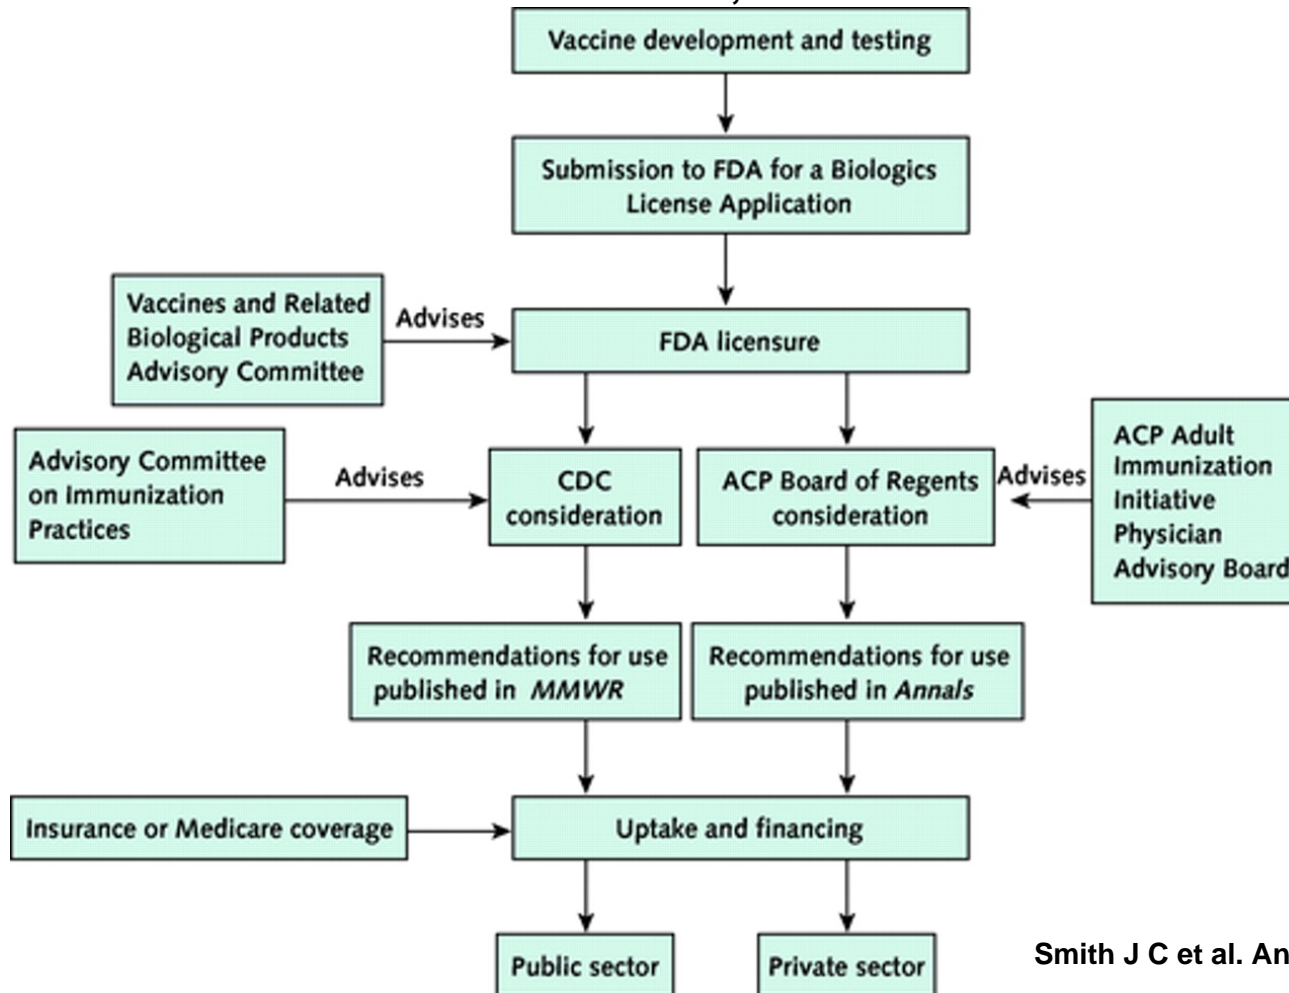 Vaccine development and testing
Submission to FDA for a Biologics
License Application
Vaccines and Related
Biological Products
Advisory Committee
Advises
FDA licensure
Advisory Committee
on Immunization
Practices
Advises
CDC
consideration
ACP Board of Regents
consideration
Advises
ACP Adult
Immunization
Initiative
Physician
Advisory Board
Recommendations for use
published in MMWR
Recommendations for use
published in Annals
Insurance or Medicare coverage
Uptake and financing
Public sector
Private sector
Smith J C et al. An